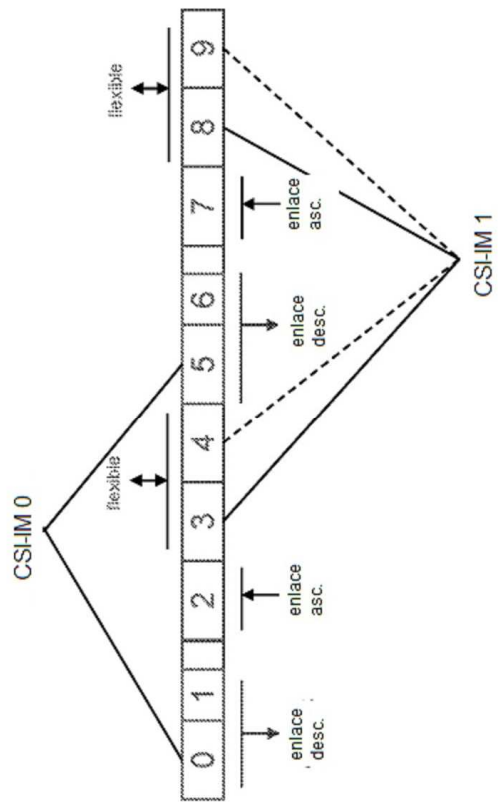 CSI-IM 0
flexible
flexible
0 1 2 3 4 5 6 7 8 9
enlace
desc.
enlace
asc.
enlace
desc.
enlace
asc.
CSI-IM 1